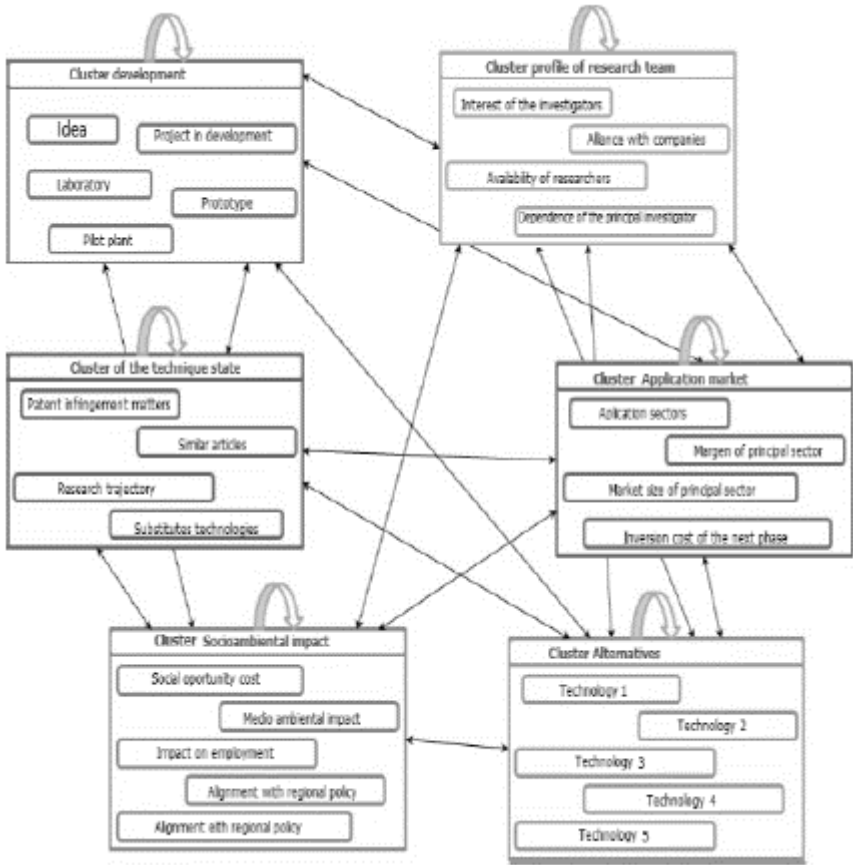 Cluster development
Idea
Project in development
Laboratory
Prototype
Pilot plant
Cluster profile of research team
Interest of the investigators
Alliance with companies
Availability of researchers
Dependence of the principal investigator
Cluster of the technique state
Patent infringement matters
Similar articles
Research trajectory
Substitutes technologies
Cluster Application market
Aplication sectors
Margen of principal sector
Market size of principal sector
Inversion cost of the next phase
Cluster Socioambiental impact
Social oportunity cost
Medio ambiental impact
Impact on employment
Alignment with regional policy
Alignment eith regional policy
Cluster Alternatives
Technology 1
Technology 2
Technology 3
Technology 4
Technology 5